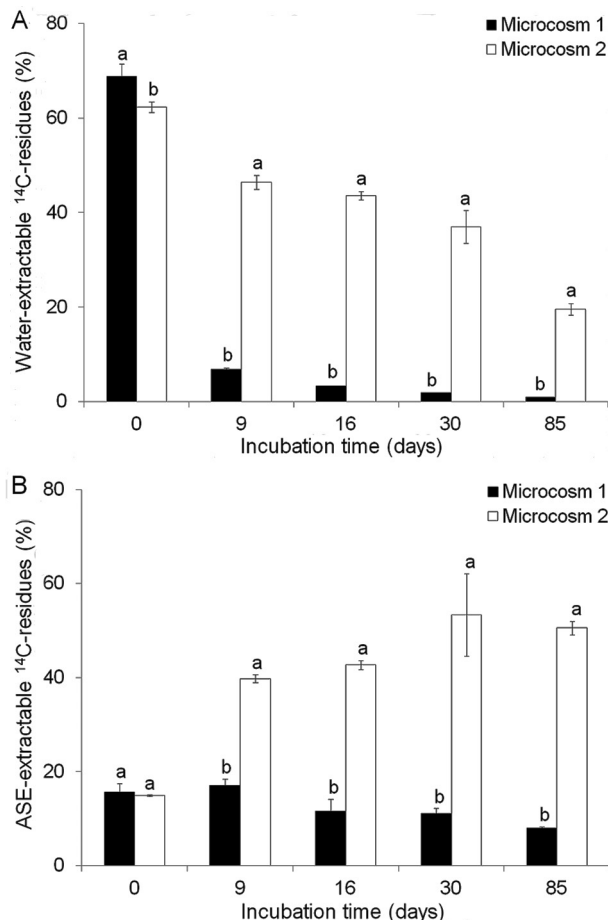 A
80
60
40
20
0
Water-extractable ¹⁴C-residues (%)
Microcosm 1
Microcosm 2
a
b
a
b
a
b
a
b
a
b
0 9 16 30 85
Incubation time (days)
B
80
60
40
20
0
ASE-extractable ¹⁴C-residues (%)
Microcosm 1
Microcosm 2
a
a
a
b
a
b
a
b
a
b
0 9 16 30 85
Incubation time (days)